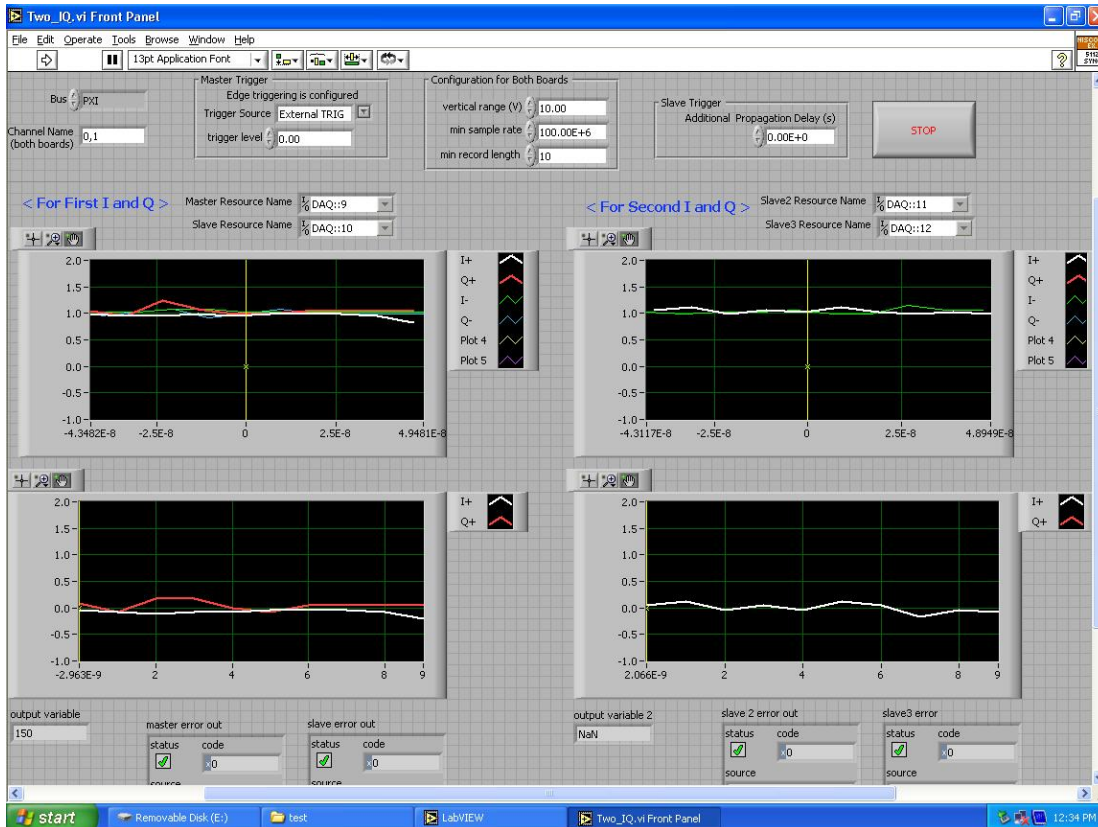 Two_IQ.vi Front Panel
File Edit Operate Tools Browse Window Help
13pt Application Font
Bus PXI
Channel Name
(both boards)
0,1
Master Trigger
Edge triggering is configured
Trigger Source External TRIG
trigger level 0.00
Configuration for Both Boards
vertical range (V) 10.00
min sample rate 100.00E+6
min record length 10
Slave Trigger
Additional Propagation Delay (s)
0.00E+0
STOP
< For First I and Q >
Master Resource Name DAQ::9
Slave Resource Name DAQ::10
< For Second I and Q >
Slave2 Resource Name DAQ::11
Slave3 Resource Name DAQ::12
2.0
1.5
1.0
0.5
0.0
-0.5
-1.0
-4.3482E-8 -2.5E-8 0 2.5E-8 4.9481E-8
I+
Q+
I-
Q-
Plot 4
Plot 5
2.0
1.5
1.0
0.5
0.0
-0.5
-1.0
-4.3117E-8 -2.5E-8 0 2.5E-8 4.8949E-8
I+
Q+
I-
Q-
Plot 4
Plot 5
2.0
1.5
1.0
0.5
0.0
-0.5
-1.0
-2.963E-9 2 4 6 8 9
I+
Q+
2.0
1.5
1.0
0.5
0.0
-0.5
-1.0
2.066E-9 2 4 6 8 9
I+
Q+
output variable
150
master error out
status code
0
source
slave error out
status code
0
source
output variable 2
NaN
slave 2 error out
status code
0
source
slave3 error
status code
0
source
start Removable Disk (E:) test LabVIEW Two_IQ.vi Front Panel 12:34 PM